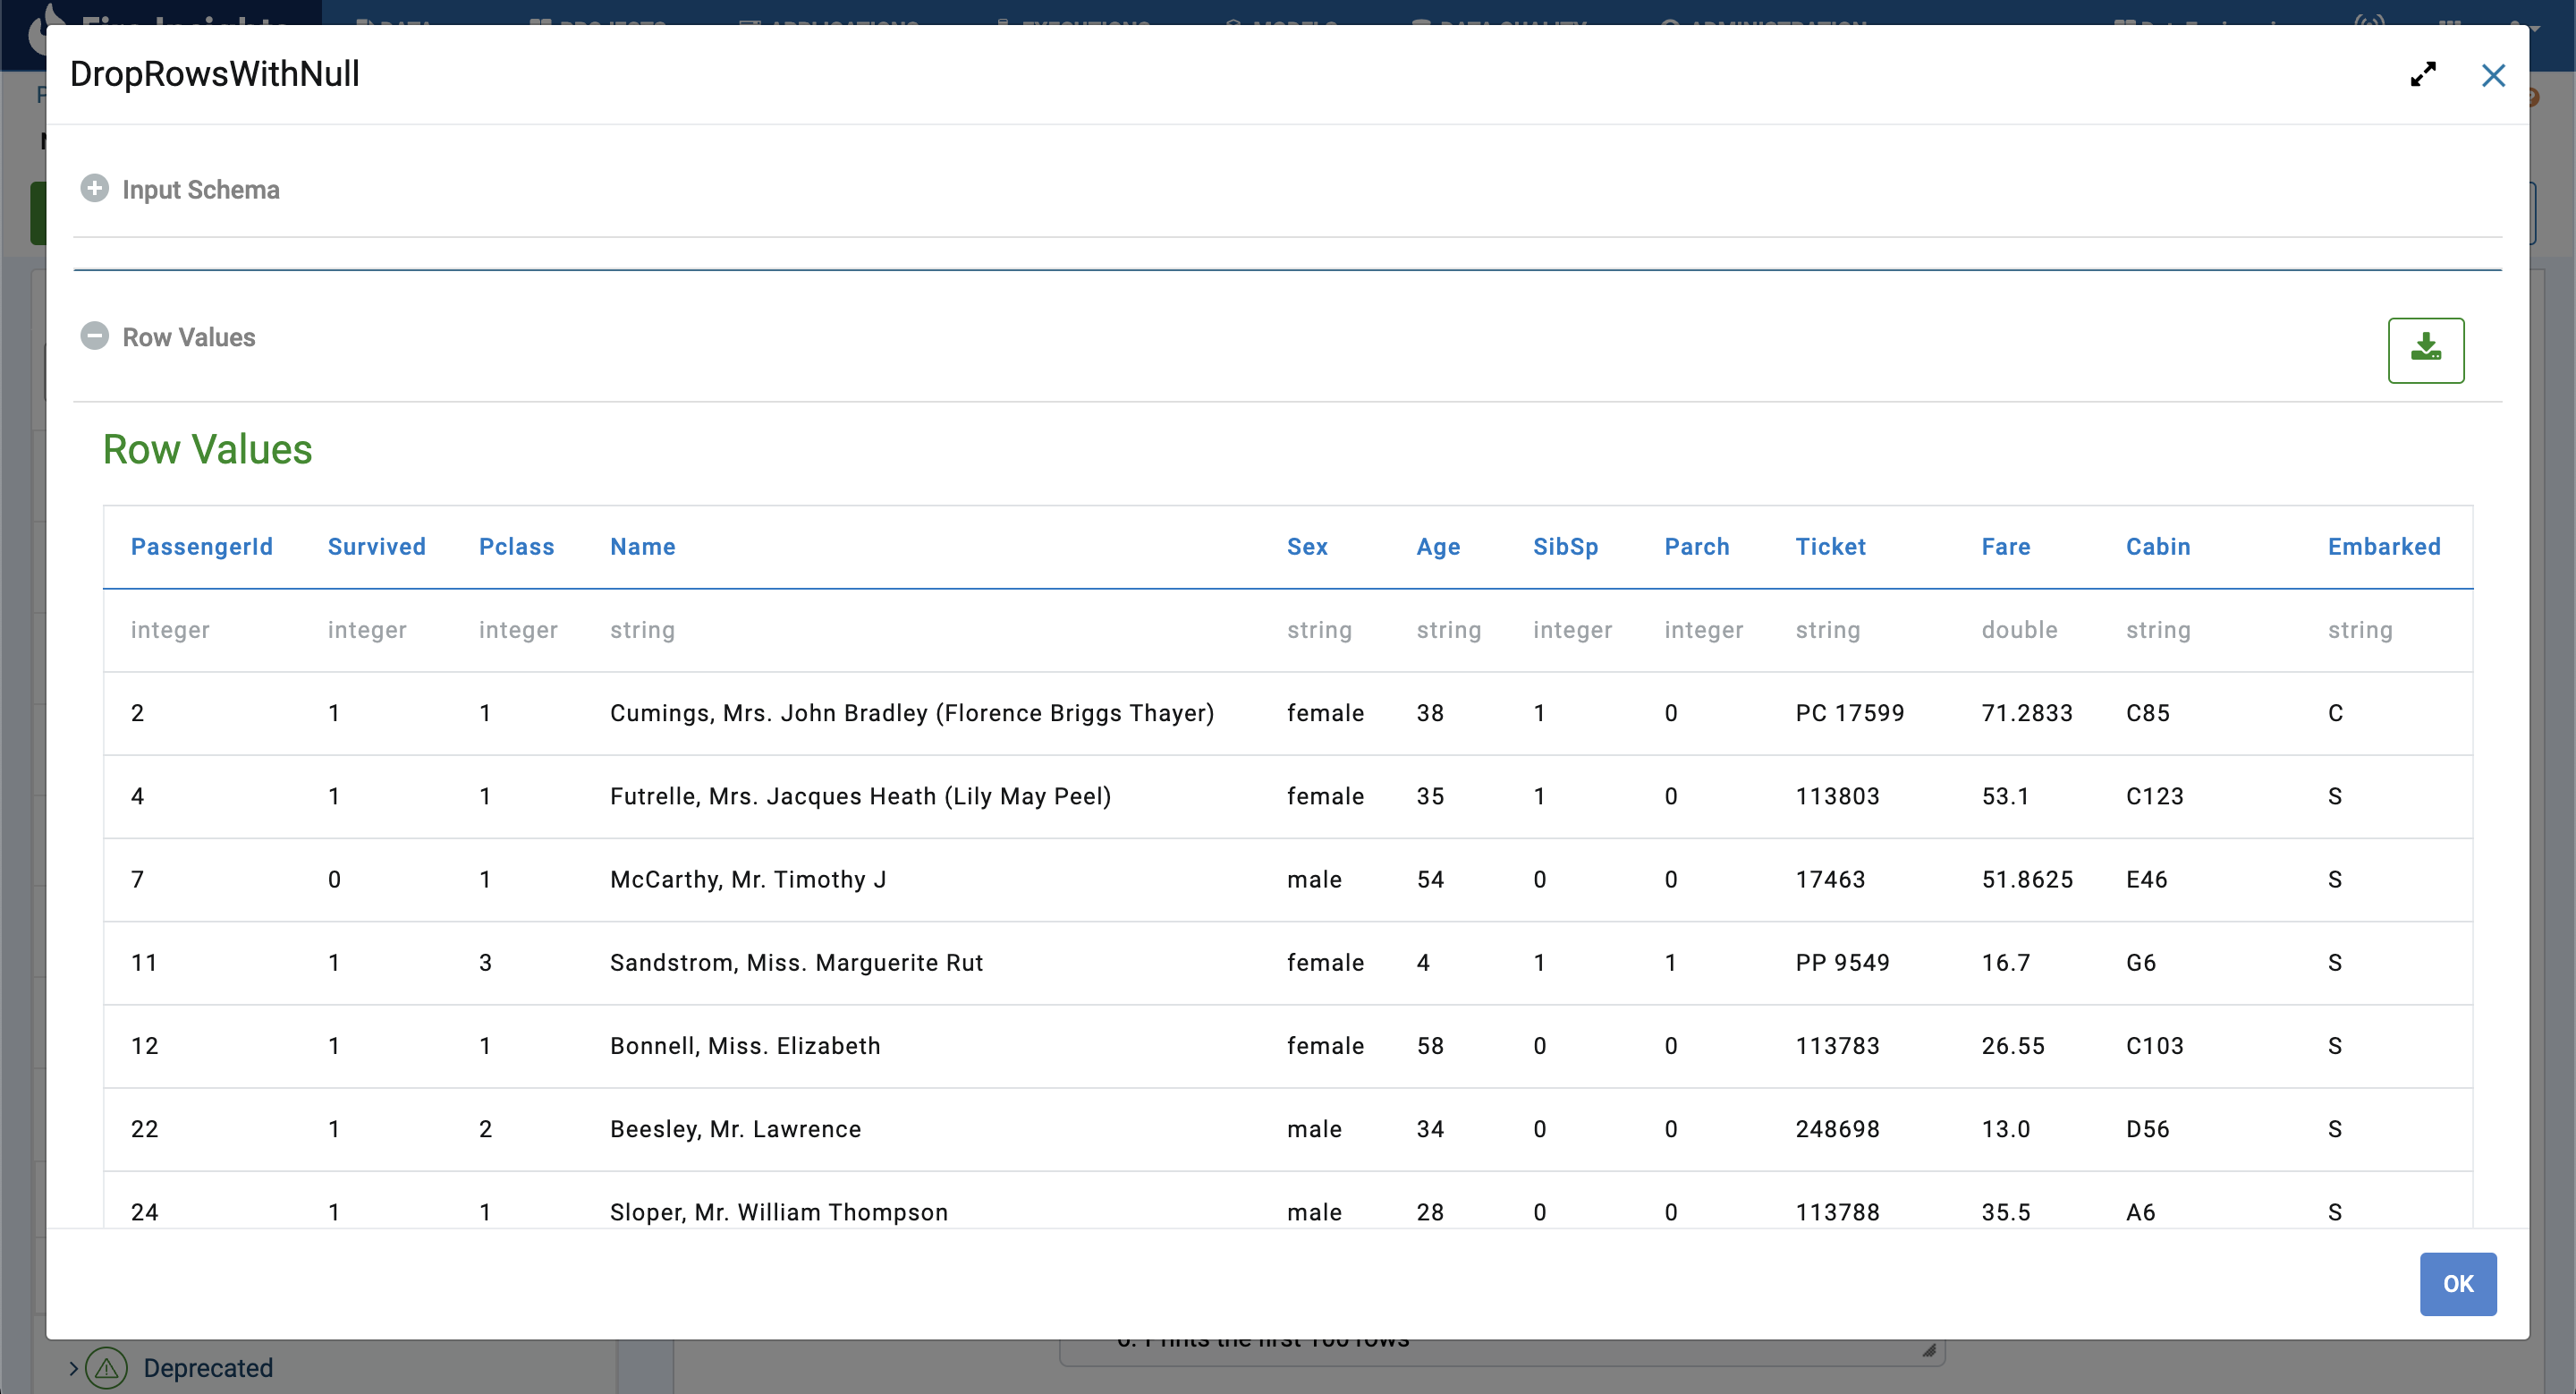 DropRowsWithNull
Input Schema
Row Values
Row Values
PassengerId Survived Pclass Name Sex Age SibSp Parch Ticket Fare Cabin Embarked
integer integer integer string string string integer integer string double string string
2 1 1 Cumings, Mrs. John Bradley (Florence Briggs Thayer) female 38 1 0 PC 17599 71.2833 C85 C
4 1 1 Futrelle, Mrs. Jacques Heath (Lily May Peel) female 35 1 0 113803 53.1 C123 S
7 0 1 McCarthy, Mr. Timothy J male 54 0 0 17463 51.8625 E46 S
11 1 3 Sandstrom, Miss. Marguerite Rut female 4 1 1 PP 9549 16.7 G6 S
12 1 1 Bonnell, Miss. Elizabeth female 58 0 0 113783 26.55 C103 S
22 1 2 Beesley, Mr. Lawrence male 34 0 0 248698 13.0 D56 S
24 1 1 Sloper, Mr. William Thompson male 28 0 0 113788 35.5 A6 S
OK
Prints the first 100 rows
Deprecated